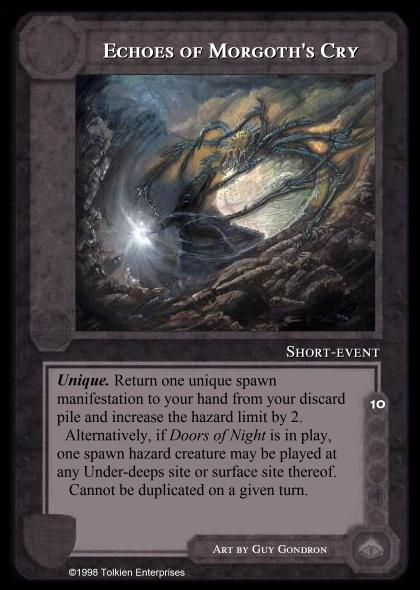 Echoes of Morgoth's Cry
Short-event
Unique. Return one unique spawn
manifestation to your hand from your discard
pile and increase the hazard limit by 2.
Alternatively, if Doors of Night is in play,
one spawn hazard creature may be played at
any Under-deeps site or surface site thereof.
Cannot be duplicated on a given turn.
10
Art by Guy Gondron
©1998 Tolkien Enterprises